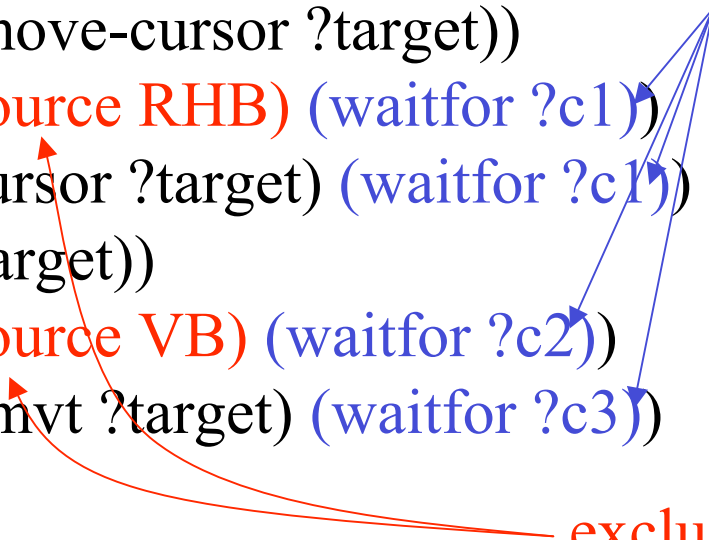 move-cursor ?target))
ource RHB) (waitfor ?c1))
ursor ?target) (waitfor ?c1))
arget))
ource VB) (waitfor ?c2))
mvt ?target) (waitfor ?c3))
exclu